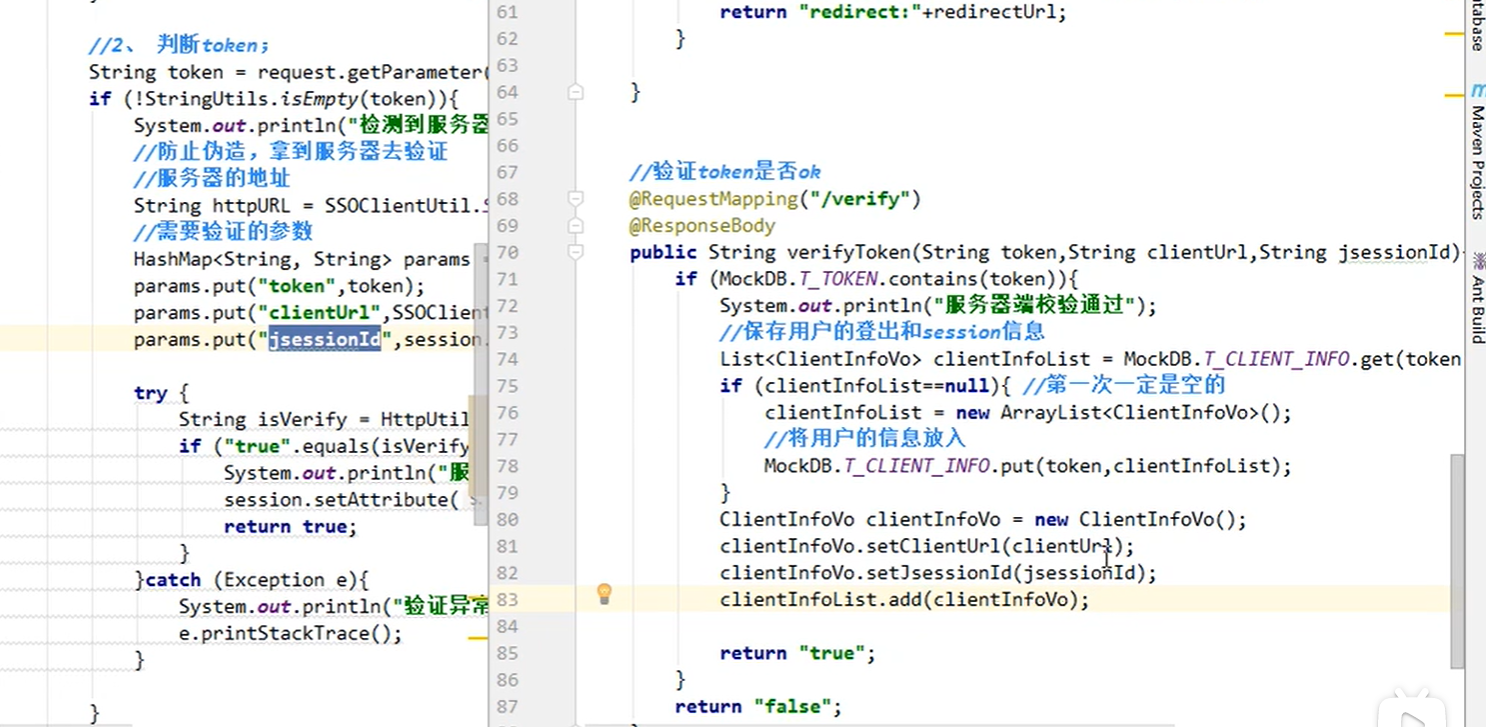 //2、 判断token;
String token = request.getParameter(
if (!StringUtils.isEmpty(token)){
System.out.println("检测到服务器
//防止伪造，拿到服务器去验证
//服务器的地址
String httpURL = SSOClientUtil.
//需要验证的参数
HashMap<String, String> params
params.put("token",token);
params.put("clientUrl",SSOClient
params.put("jsessionId",session.
try {
String isVerify = HttpUtil
if ("true".equals(isVerify
System.out.println("服
session.setAttribute(
return true;
}
}catch (Exception e){
System.out.println("验证异常
e.printStackTrace();
}
}
61 return "redirect:"+redirectUrl;
62 }
63
64 }
65
66
67 //验证token是否ok
68 @RequestMapping("/verify")
69 @ResponseBody
70 public String verifyToken(String token,String clientUrl,String jsessionId)
71 if (MockDB.T_TOKEN.contains(token)){
72 System.out.println("服务器端校验通过");
73 //保存用户的登出和session信息
74 List<ClientInfoVo> clientInfoList = MockDB.T_CLIENT_INFO.get(token
75 if (clientInfoList==null){ //第一次一定是空的
76 clientInfoList = new ArrayList<ClientInfoVo>();
77 //将用户的信息放入
78 MockDB.T_CLIENT_INFO.put(token,clientInfoList);
79 }
80 ClientInfoVo clientInfoVo = new ClientInfoVo();
81 clientInfoVo.setClientUrl(clientUrl);
82 clientInfoVo.setJsessionId(jsessionId);
83 clientInfoList.add(clientInfoVo);
84
85 return "true";
86 }
87 return "false";
Maven Projects
Ant Build